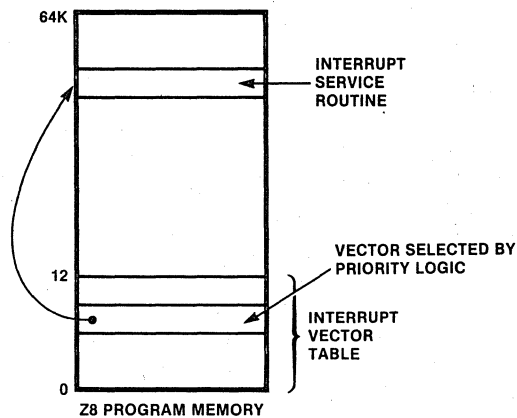 64K
INTERRUPT
SERVICE
ROUTINE
VECTOR SELECTED BY
PRIORITY LOGIC
12
INTERRUPT
VECTOR
TABLE
0
Z8 PROGRAM MEMORY